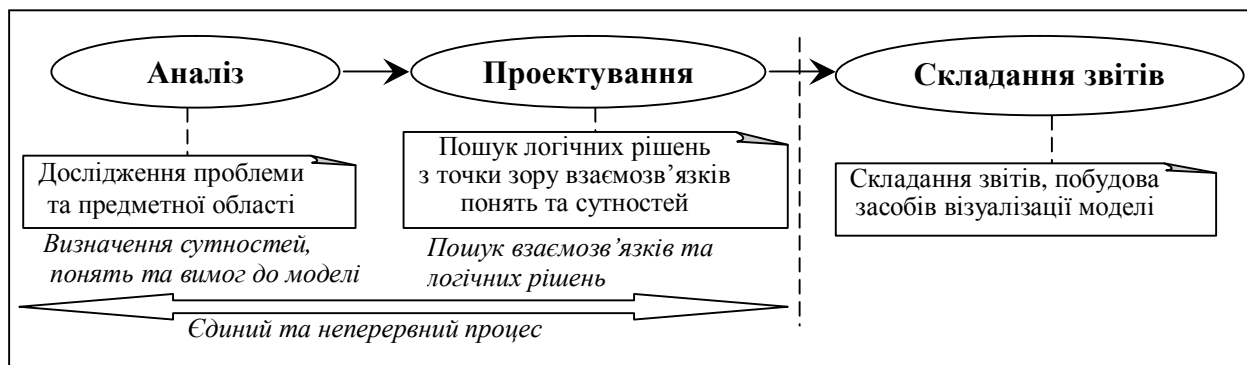 Аналіз
Проектування
Складання звітів
Дослідження проблеми
та предметної області
Пошук логічних рішень
з точки зору взаємозв’язків
понять та сутностей
Складання звітів, побудова
засобів візуалізації моделі
Визначення сутностей,
понять та вимог до моделі
Пошук взаємозв’язків та
логічних рішень
Єдиний та неперервний процес